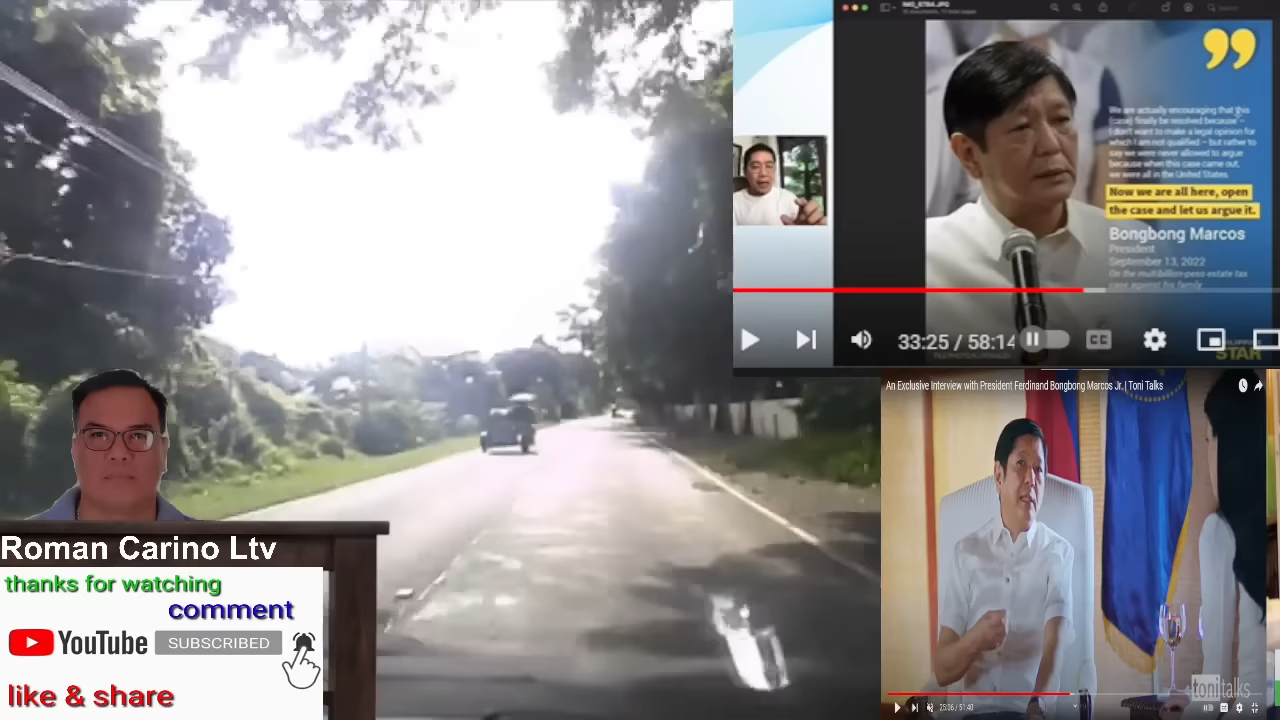 We are actually encouraging that this
(case) finally be resolved because –
I don't want to make a legal opinion for
which I am not qualified – but rather to
say we were never allowed to argue
because when this case came out,
we were all in the United States.
Now we are all here, open
the case and let us argue it.
Bongbong Marcos
President
September 13, 2022
On the multibillion-peso estate tax
case against his family
33:25 / 58:14
CC
STAR
An Exclusive Interview with President Ferdinand Bongbong Marcos Jr. | Toni Talks
toni talks
25:06 / 51:40
Roman Carino Ltv
thanks for watching
comment
YouTube SUBSCRIBED
like & share